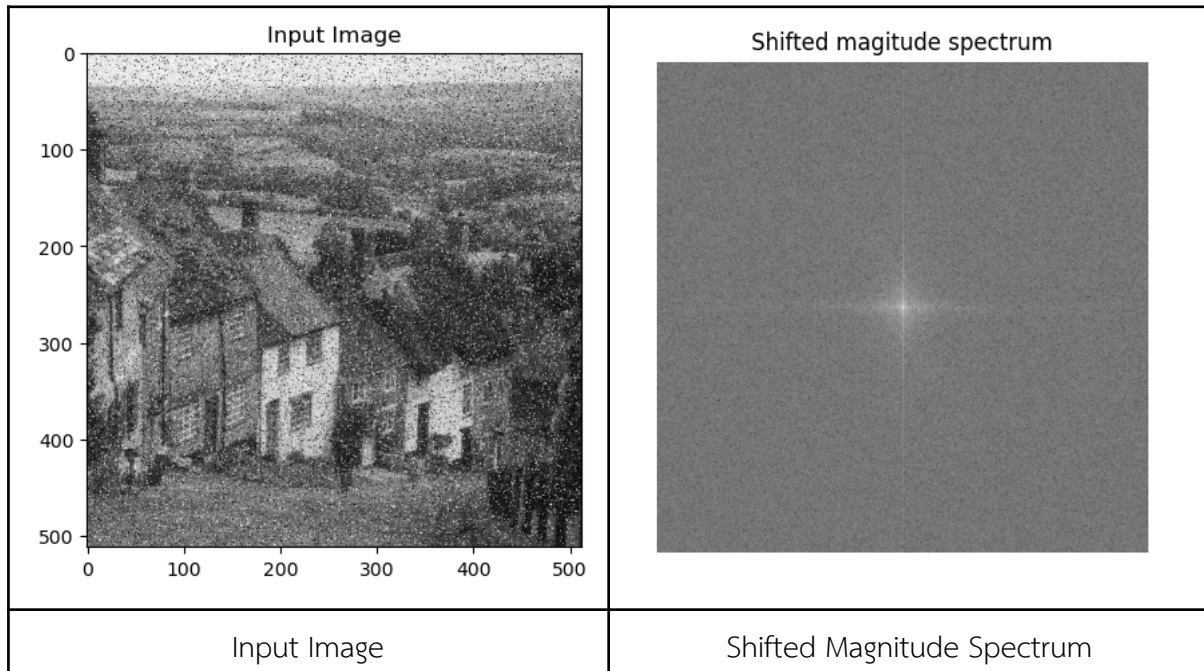 Input Image
0
100
200
300
400
500
0 100 200 300 400 500
Shifted magitude spectrum
Input Image
Shifted Magnitude Spectrum